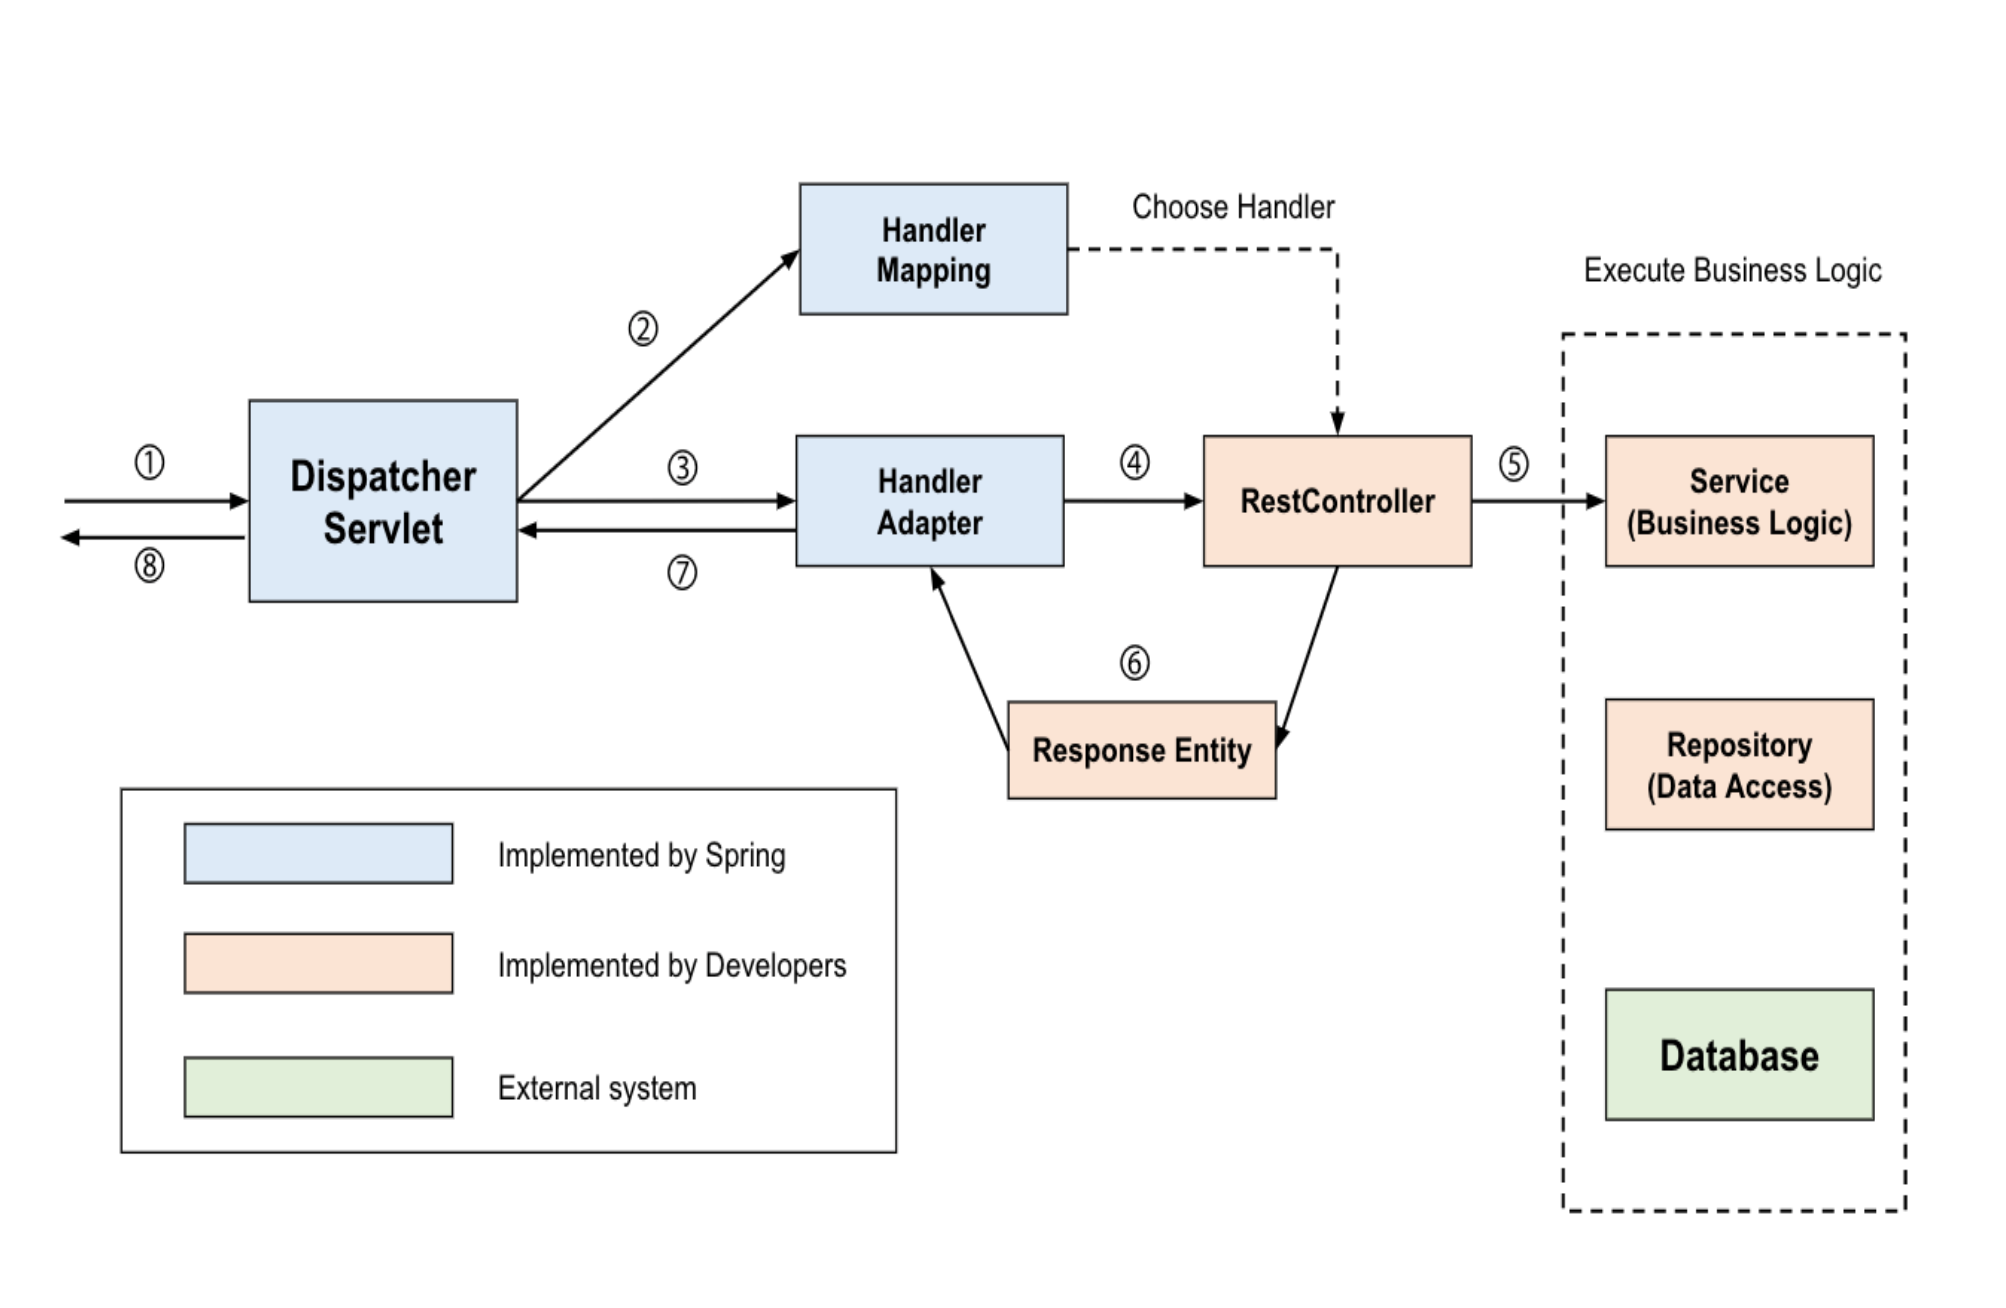 Handler
Mapping
Choose Handler
Execute Business Logic
②
Dispatcher
Servlet
①
⑧
③
⑦
Handler
Adapter
④
RestController
⑤
Service
(Business Logic)
⑥
Response Entity
Repository
(Data Access)
Database
Implemented by Spring
Implemented by Developers
External system